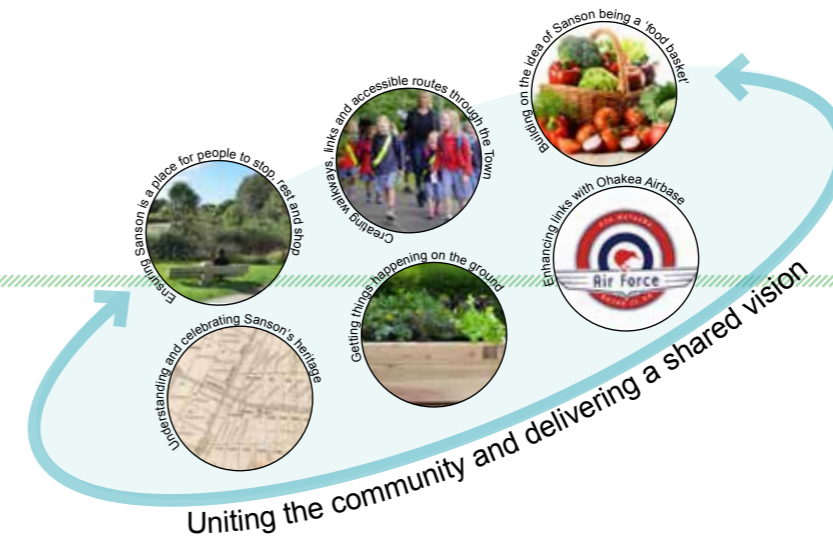 Building on the idea of Sanson being a 'food basket'
Creating walkways, links and accessible routes through the Town
Ensuring Sanson is a place for people to stop, rest and shop
Enhancing links with Ohakea Airbase
Air Force
Getting things happening on the ground
Understanding and celebrating Sanson's heritage
Uniting the community and delivering a shared vision